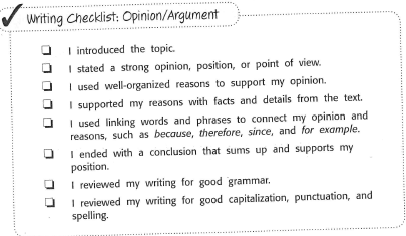 Writing Checklist: Opinion/Argument
I introduced the topic.
I stated a strong opinion, position, or point of view.
I used well-organized reasons to support my opinion.
I supported my reasons with facts and details from the text.
I used linking words and phrases to connect my opinion and
reasons, such as because, therefore, since, and for example.
I ended with a conclusion that sums up and supports my
position.
I reviewed my writing for good grammar.
I reviewed my writing for good capitalization, punctuation, and
spelling.